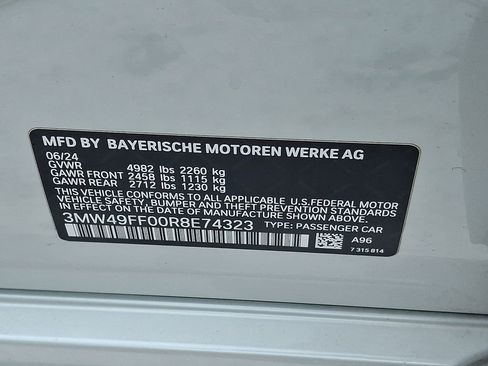 MFD BY BAYERISCHE MOTOREN WERKE AG
06/24
GVWR 4982 lbs 2260 kg
GAWR FRONT 2458 lbs 1115 kg
GAWR REAR 2712 lbs 1230 kg
THIS VEHICLE CONFORMS TO ALL APPLICABLE U.S.FEDERAL MOTOR
VEHICLE SAFETY, BUMPER, AND THEFT PREVENTION STANDARDS IN
EFFECT ON THE DATE OF MANUFACTURE SHOWN ABOVE.
3MW49FF00R8E74323 TYPE: PASSENGER CAR
A96
7 315 814